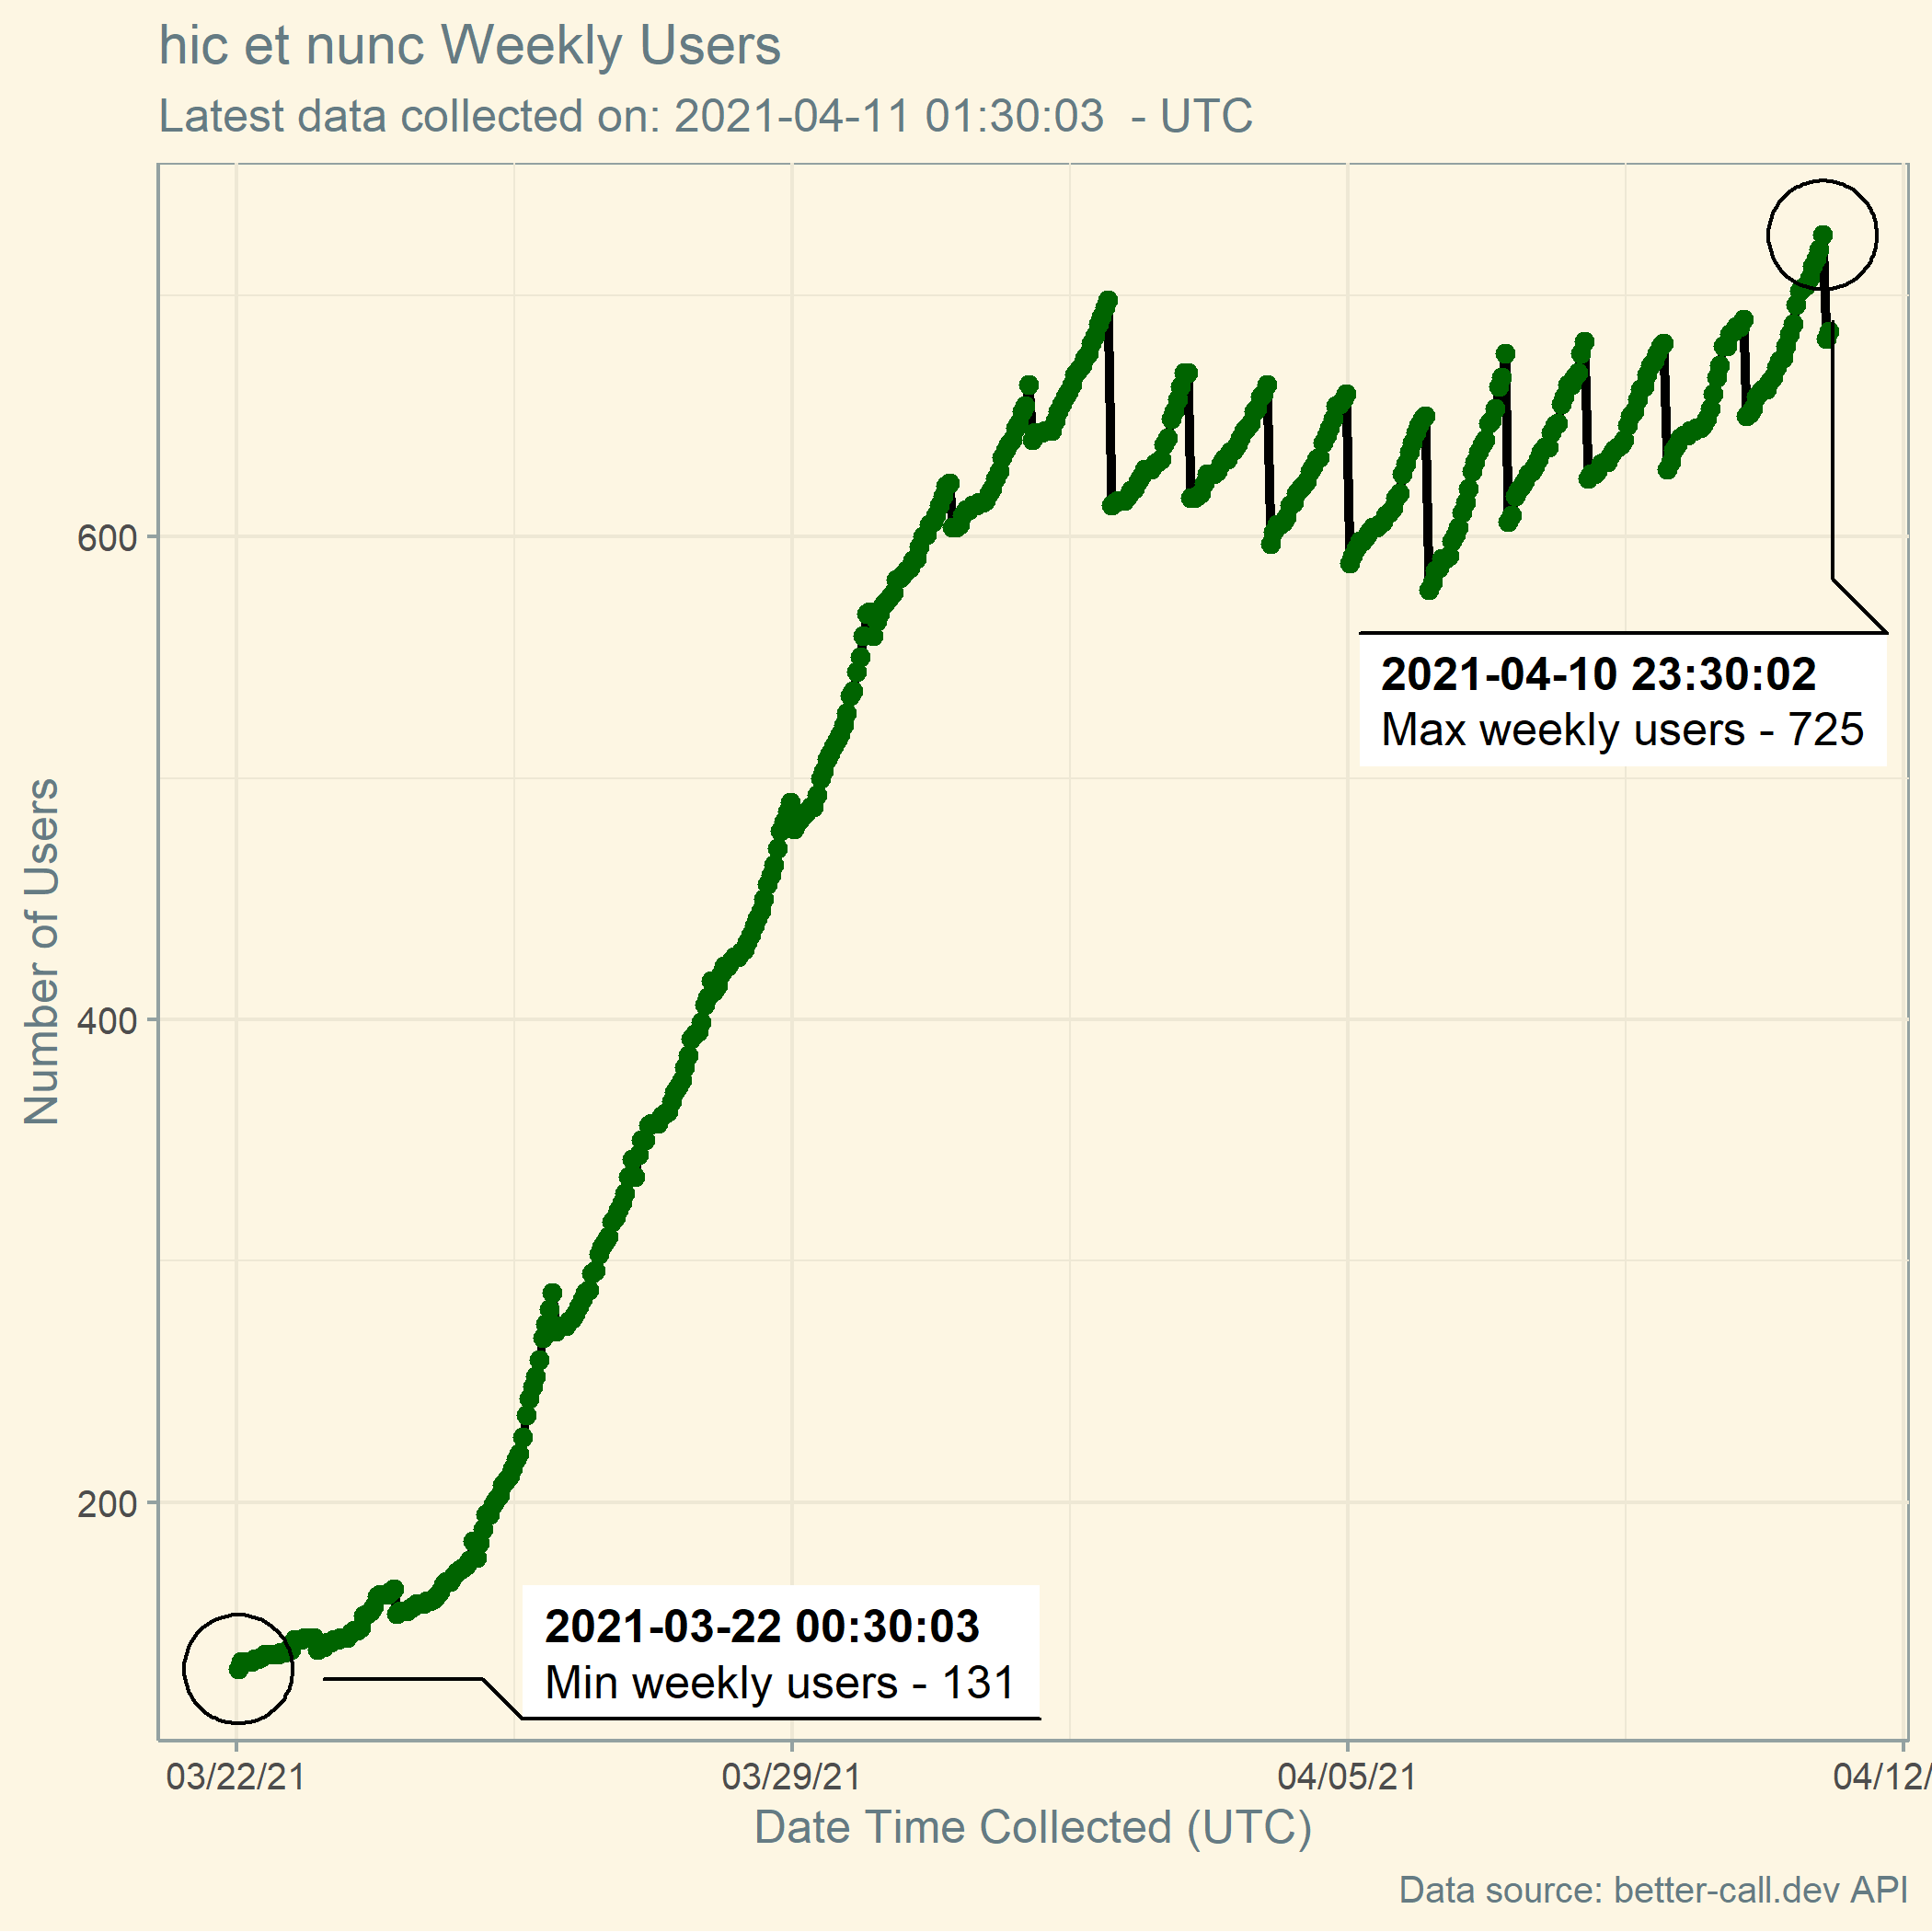 hic et nunc Weekly Users
Latest data collected on: 2021-04-11 01:30:03  - UTC
Number of Users
600
400
200
2021-04-10 23:30:02
Max weekly users - 725
2021-03-22 00:30:03
Min weekly users - 131
03/22/21
03/29/21
04/05/21
04/12/
Date Time Collected (UTC)
Data source: better-call.dev API